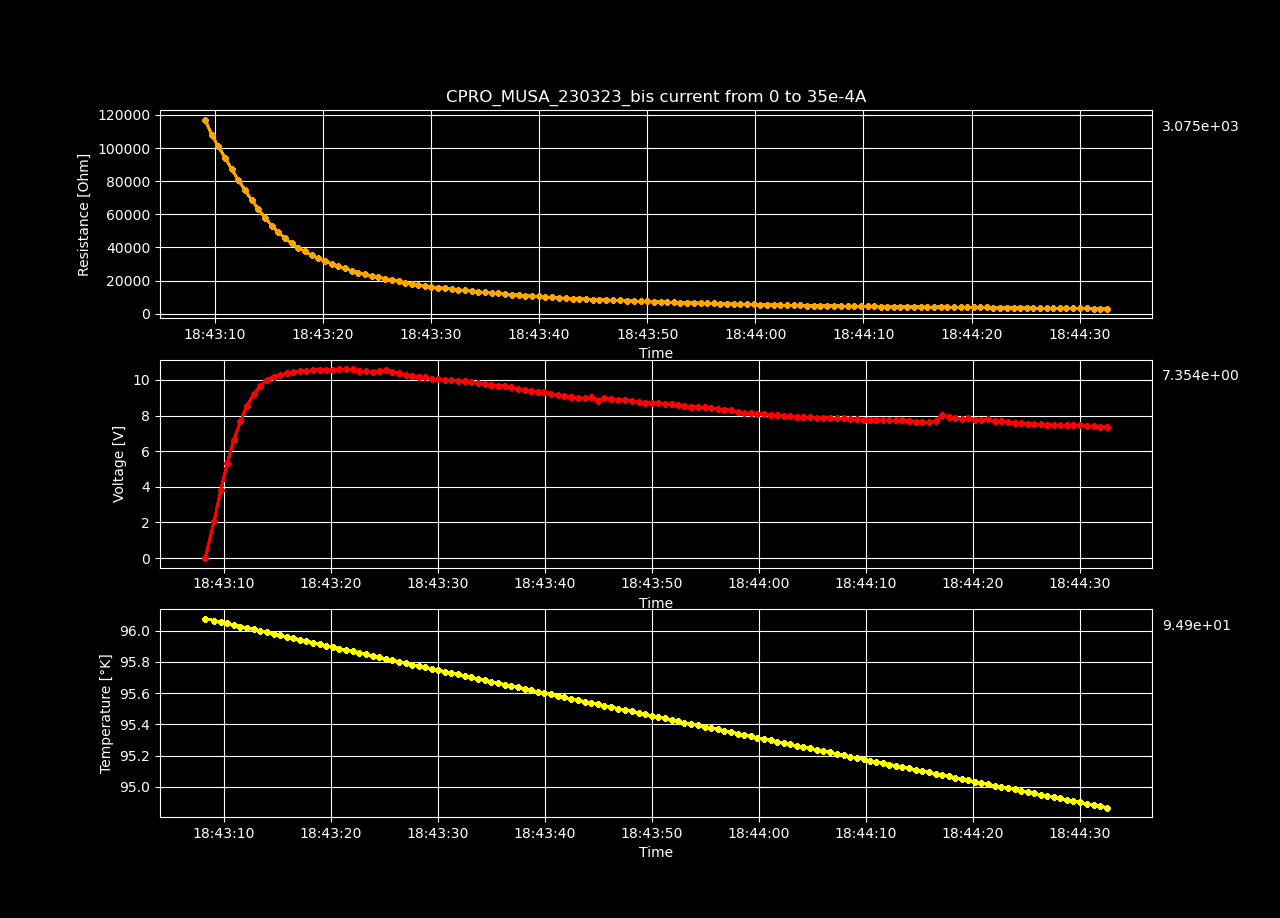 CPRO_MUSA_230323_bis current from 0 to 35e-4A
3.075e+03
Resistance [Ohm]
120000
100000
80000
60000
40000
20000
0
18:43:10 18:43:20 18:43:30 18:43:40 18:43:50 18:44:00 18:44:10 18:44:20 18:44:30
Time
7.354e+00
Voltage [V]
10
8
6
4
2
0
18:43:10 18:43:20 18:43:30 18:43:40 18:43:50 18:44:00 18:44:10 18:44:20 18:44:30
Time
9.49e+01
Temperature [°K]
96.0
95.8
95.6
95.4
95.2
95.0
18:43:10 18:43:20 18:43:30 18:43:40 18:43:50 18:44:00 18:44:10 18:44:20 18:44:30
Time